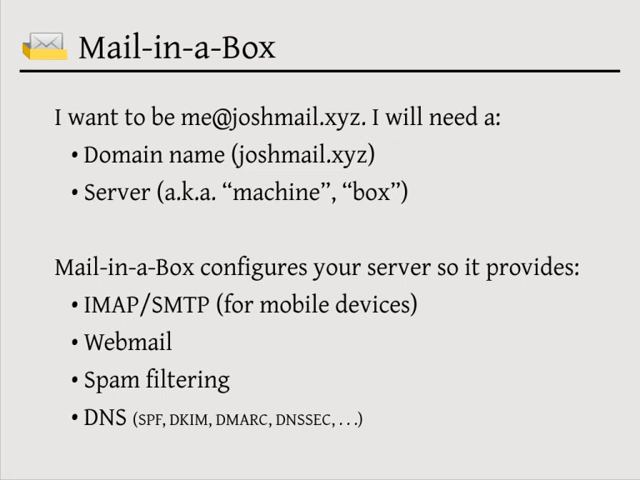 Mail-in-a-Box
I want to be me@joshmail.xyz. I will need a:
• Domain name (joshmail.xyz)
• Server (a.k.a. “machine”, “box”)
Mail-in-a-Box configures your server so it provides:
• IMAP/SMTP (for mobile devices)
• Webmail
• Spam filtering
• DNS (SPF, DKIM, DMARC, DNSSEC, . . .)